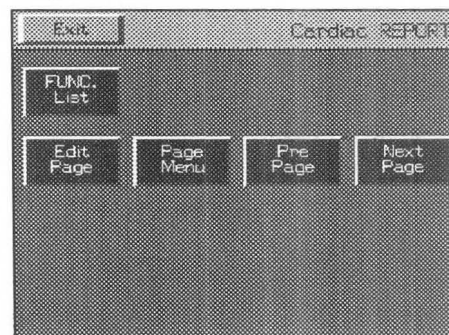 Exit
Cardiac REPORT
FUNC.
List
Edit
Page
Page
Menu
Pre
Page
Next
Page